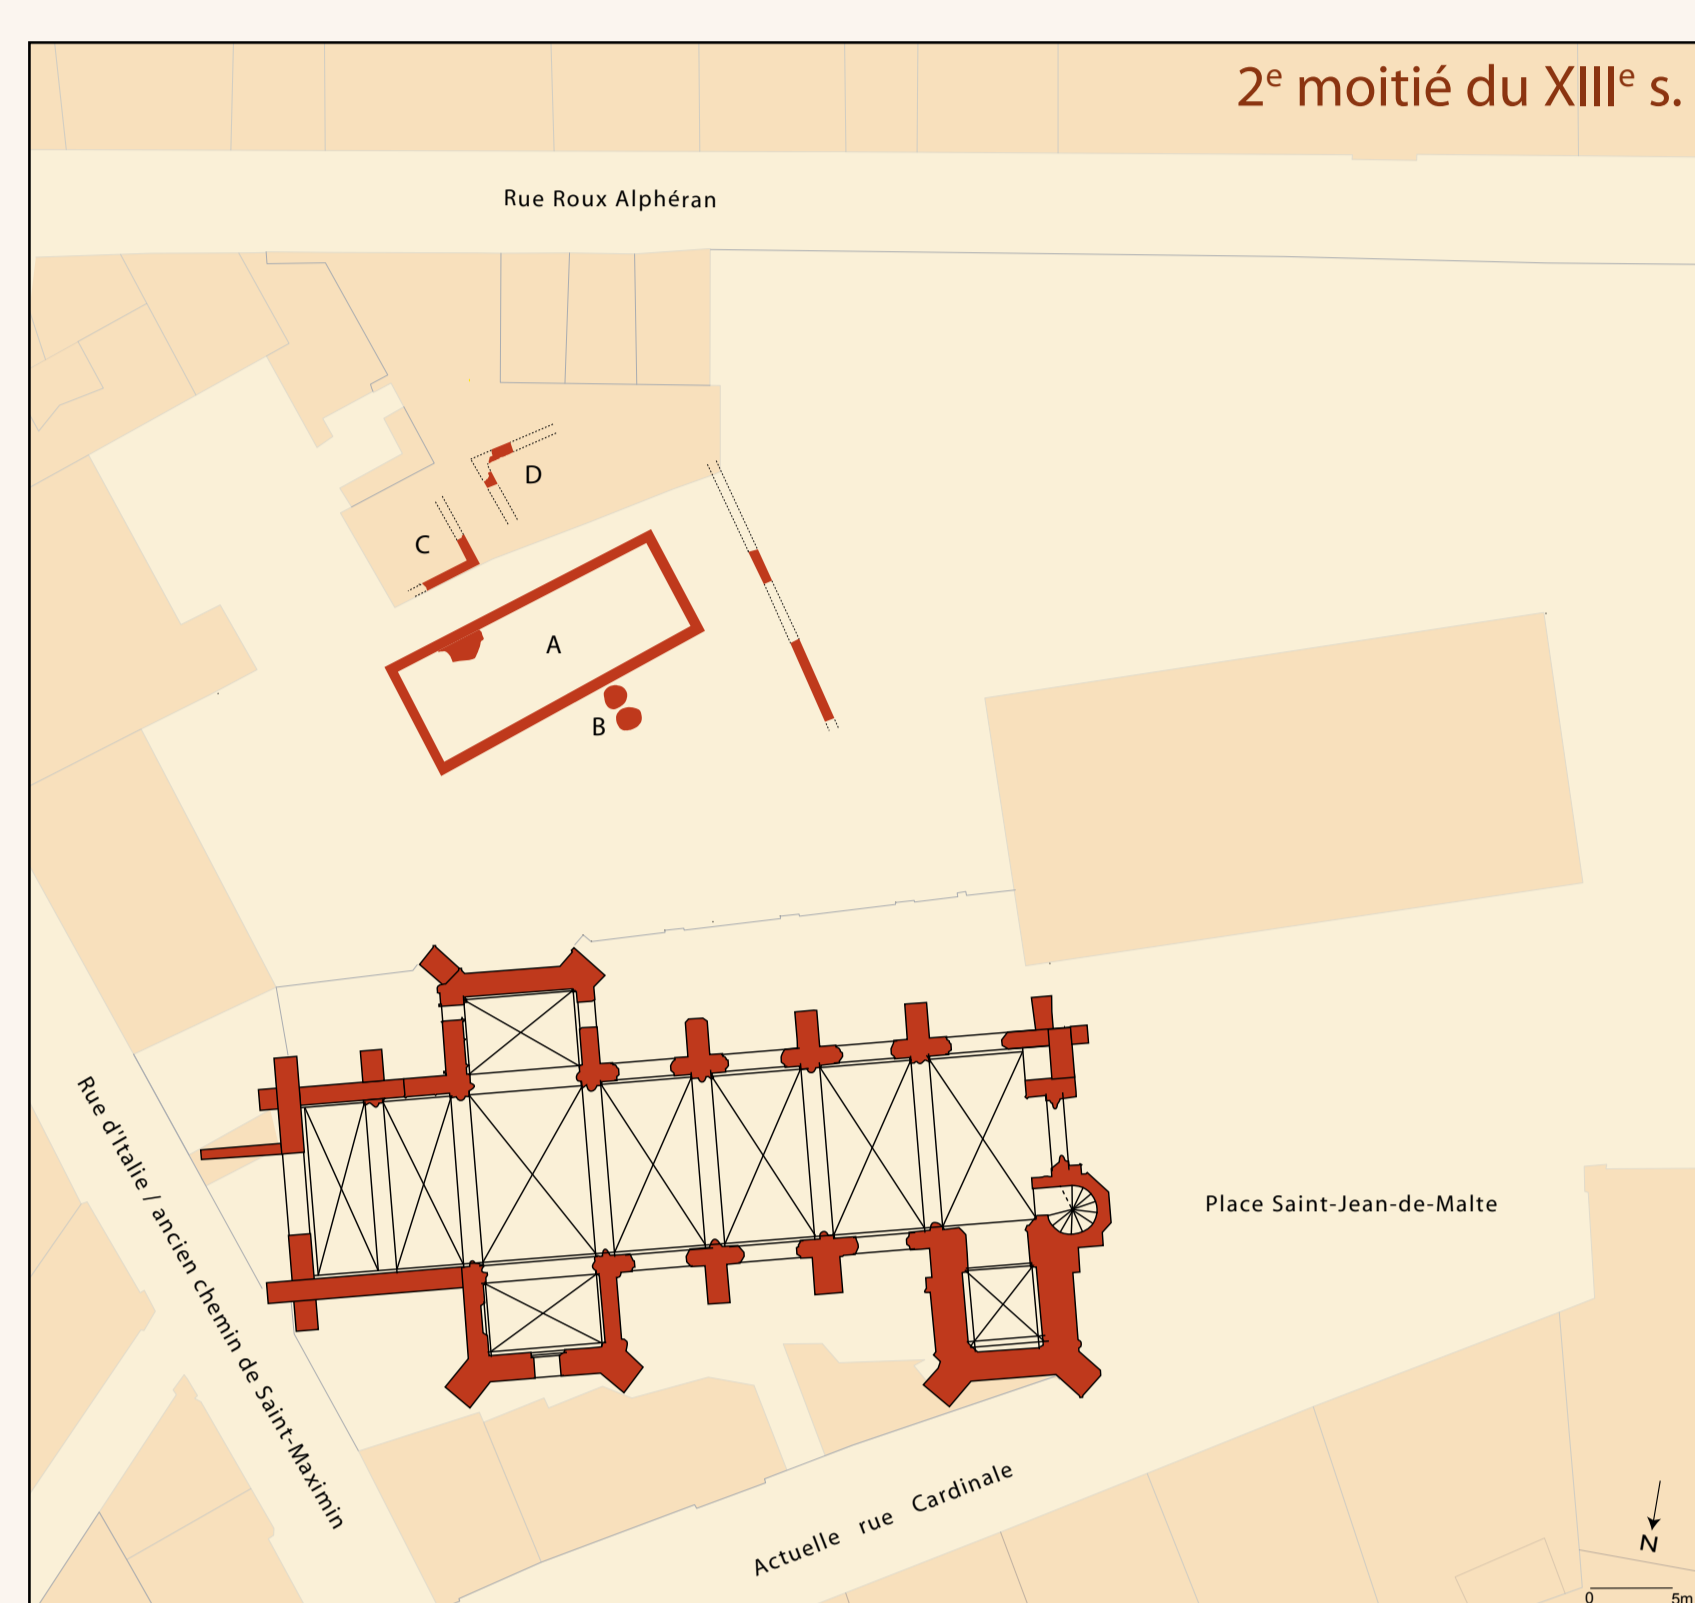 2e moitié du XIIIe s.
Rue Roux Alphéran
D
C
A
B
Place Saint-Jean-de-Malte
Rue d'Italie / ancien chemin de Saint-Maximin
Actuelle rue Cardinale
N
0 5m